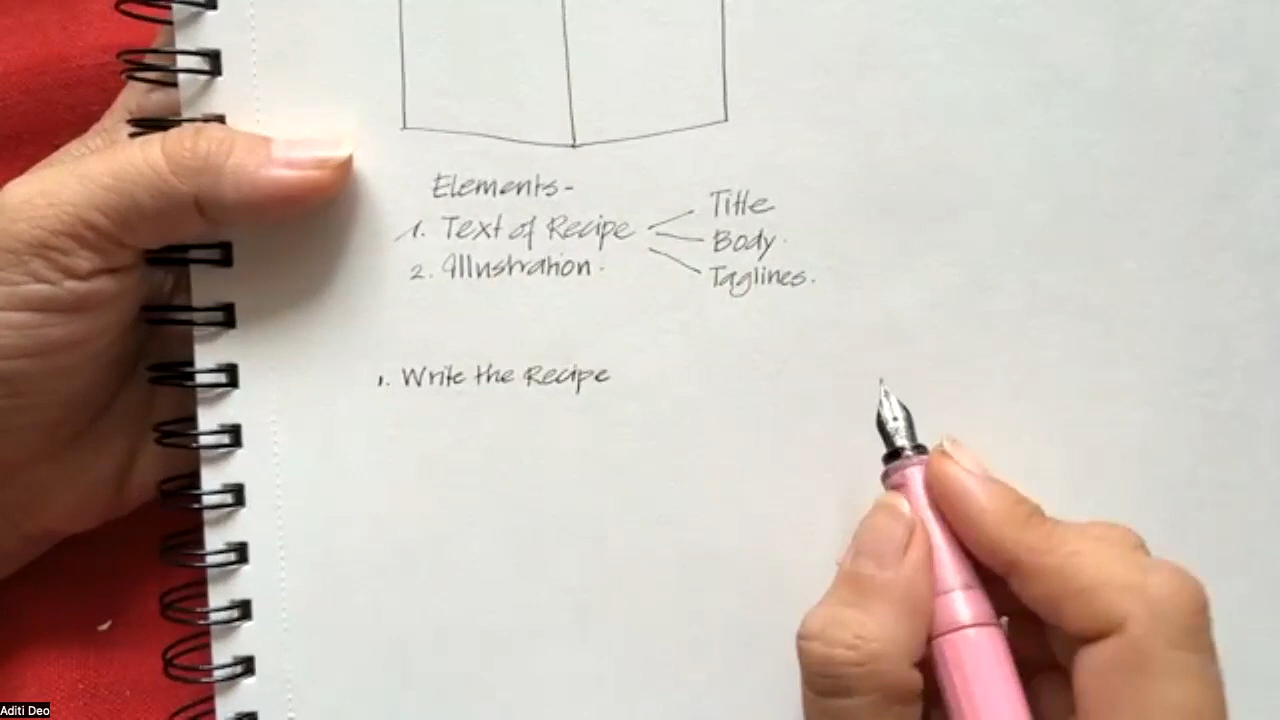 Elements-
1. Text of Recipe
Title
Body.
Taglines.
2. Illustration.
1. Write the Recipe
Aditi Deo